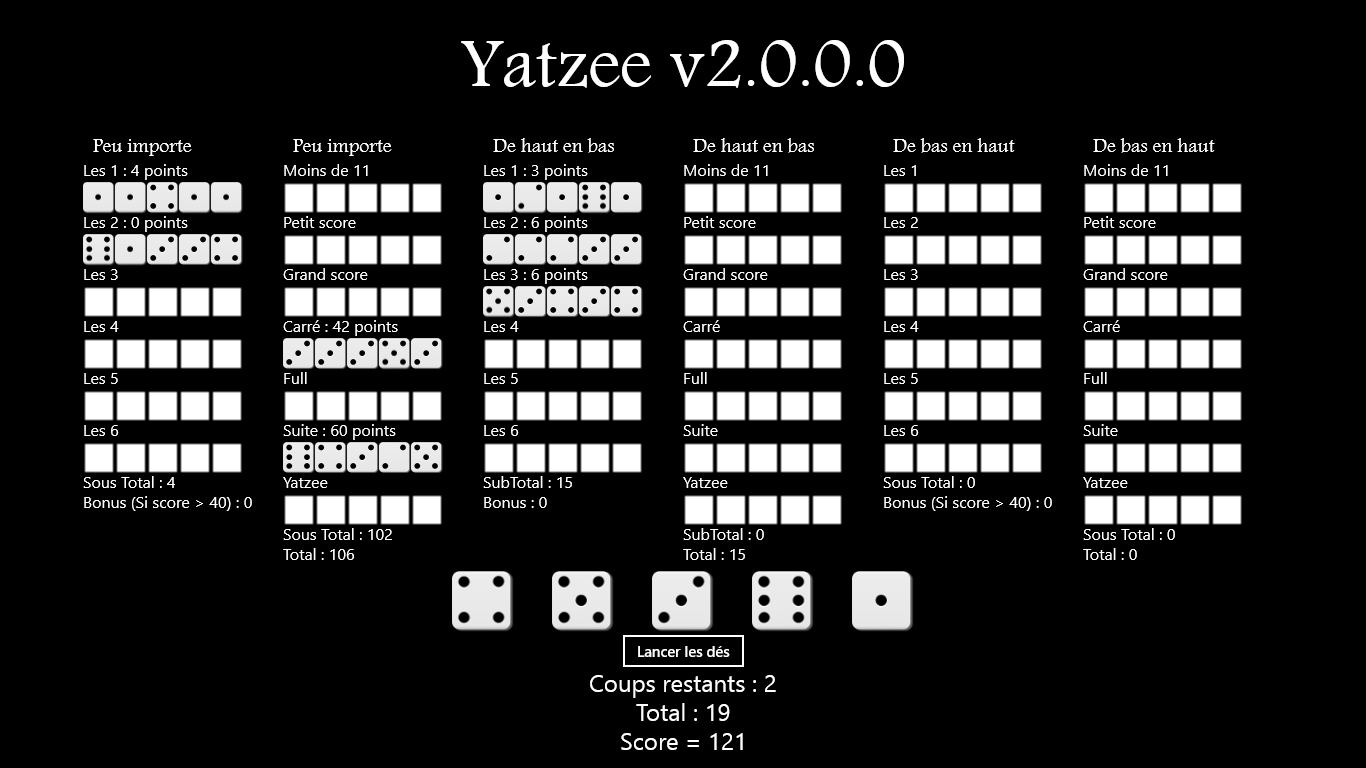 Yatzee v2.0.0.0
Peu importe
Les 1 : 4 points
Les 2 : 0 points
Les 3
Les 4
Les 5
Les 6
Sous Total : 4
Bonus (Si score > 40) : 0
Peu importe
Moins de 11
Petit score
Grand score
Carré : 42 points
Full
Suite : 60 points
Yatzee
Sous Total : 102
Total : 106
De haut en bas
Les 1 : 3 points
Les 2 : 6 points
Les 3 : 6 points
Les 4
Les 5
Les 6
SubTotal : 15
Bonus : 0
De haut en bas
Moins de 11
Petit score
Grand score
Carré
Full
Suite
Yatzee
SubTotal : 0
Total : 15
De bas en haut
Les 1
Les 2
Les 3
Les 4
Les 5
Les 6
Sous Total : 0
Bonus (Si score > 40) : 0
De bas en haut
Moins de 11
Petit score
Grand score
Carré
Full
Suite
Yatzee
Sous Total : 0
Total : 0
Lancer les dés
Coups restants : 2
Total : 19
Score = 121